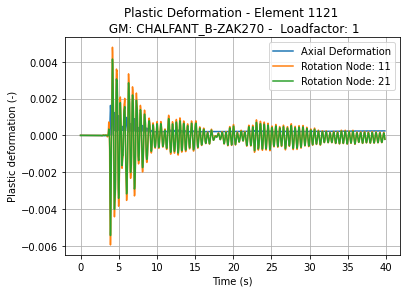 Plastic Deformation - Element 1121
GM: CHALFANT_B-ZAK270 - Loadfactor: 1
Axial Deformation
Rotation Node: 11
Rotation Node: 21
Plastic deformation (-)
0.004
0.002
0.000
−0.002
−0.004
−0.006
0 5 10 15 20 25 30 35 40
Time (s)